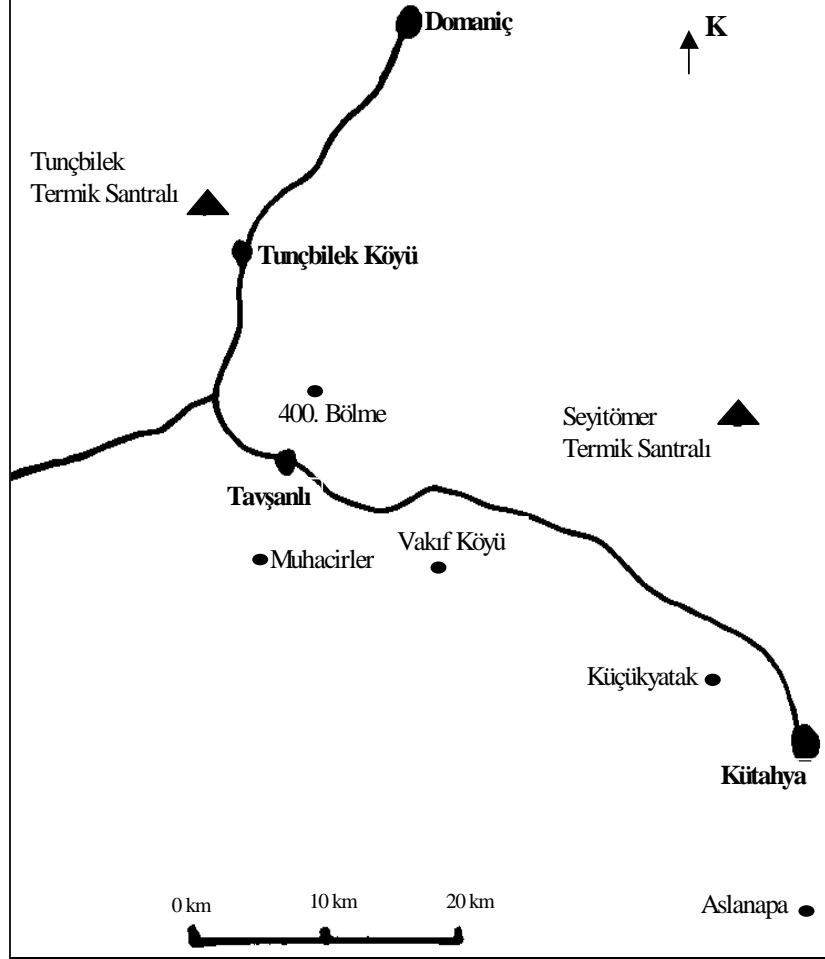 Domaniç
K
Tunçbilek
Termik Santralı
Tunçbilek Köyü
400. Bölme
Seyitömer
Termik Santralı
Tavşanlı
Vakıf Köyü
Muhacirler
Küçükyatak
Kütahya
0 km 10 km 20 km
Aslanapa